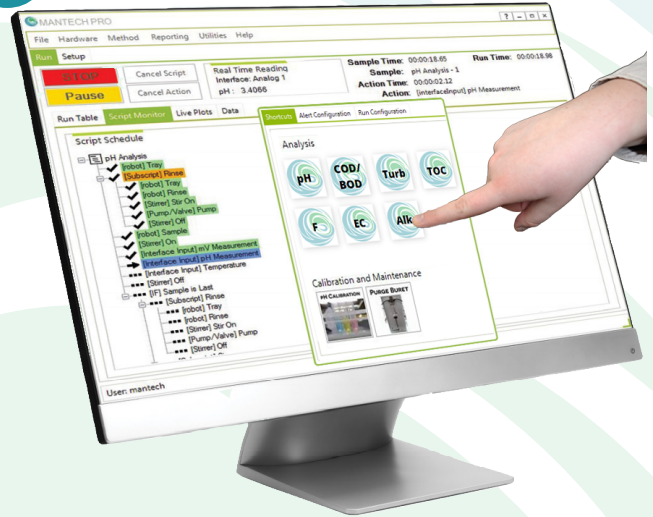 MANTECH PRO
? – □ x
File Hardware Method Reporting Utilities Help
Run Setup
STOP Cancel Script
Pause Cancel Action
Real Time Reading
Interface: Analog 1
pH : 3.4066
Sample Time: 00:00:18.65 Run Time: 00:00:18.98
Sample: pH Analysis - 1
Action Time: 00:00:02.12
Action: [interfaceInput] pH Measurement
Run Table Script Monitor Live Plots Data
Script Schedule
pH Analysis
[robot] Tray
[Subscript] Rinse
[robot] Tray
[robot] Rinse
[Stirrer] Stir On
[Pump/Valve] Pump
[Stirrer] Off
[robot] Sample
[Stirrer] On
[Interface Input] mV Measurement
[Interface Input] pH Measurement
[Interface Input] Temperature
[Stirrer] Off
[IF] Sample is Last
[Subscript] Rinse
[robot] Tray
[robot] Rinse
[Stirrer] Stir On
[Pump/Valve] Pump
[Stirrer] Off
Shortcuts Alert Configuration Run Configuration
Analysis
pH COD/BOD Turb TOC
F EC Alk
Calibration and Maintenance
PH CALIBRATION PURGE BURET
User: mantech